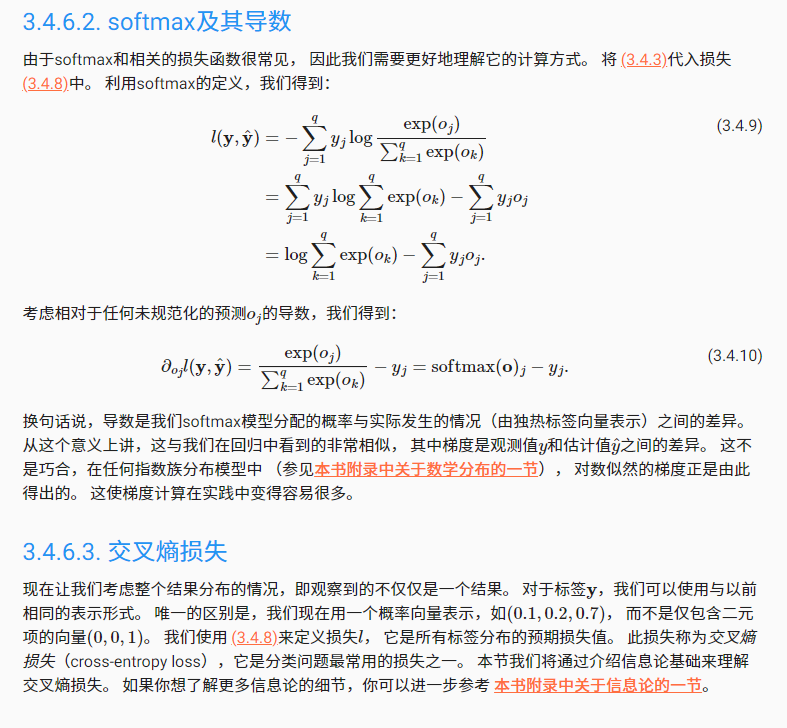 3.4.6.2. softmax及其导数
由于softmax和相关的损失函数很常见， 因此我们需要更好地理解它的计算方式。 将 (3.4.3)代入损失
(3.4.8)中。 利用softmax的定义，我们得到：
l(𝐲, ŷ) = − ∑_{j=1}^{q} y_j log exp(o_j) / ∑_{k=1}^{q} exp(o_k) (3.4.9)
= ∑_{j=1}^{q} y_j log ∑_{k=1}^{q} exp(o_k) − ∑_{j=1}^{q} y_j o_j
= log ∑_{k=1}^{q} exp(o_k) − ∑_{j=1}^{q} y_j o_j.
考虑相对于任何未规范化的预测o_j的导数，我们得到：
∂_{o_j} l(𝐲, ŷ) = exp(o_j) / ∑_{k=1}^{q} exp(o_k) − y_j = softmax(𝐨)_j − y_j. (3.4.10)
换句话说，导数是我们softmax模型分配的概率与实际发生的情况（由独热标签向量表示）之间的差异。
从这个意义上讲，这与我们在回归中看到的非常相似， 其中梯度是观测值y和估计值ŷ之间的差异。 这不
是巧合，在任何指数族分布模型中 （参见本书附录中关于数学分布的一节）， 对数似然的梯度正是由此
得出的。 这使梯度计算在实践中变得容易很多。
3.4.6.3. 交叉熵损失
现在让我们考虑整个结果分布的情况，即观察到的不仅仅是一个结果。 对于标签𝐲，我们可以使用与以前
相同的表示形式。 唯一的区别是，我们现在用一个概率向量表示，如(0.1, 0.2, 0.7)， 而不是仅包含二元
项的向量(0, 0, 1)。 我们使用 (3.4.8)来定义损失l， 它是所有标签分布的预期损失值。 此损失称为交叉熵
损失（cross-entropy loss），它是分类问题最常用的损失之一。 本节我们将通过介绍信息论基础来理解
交叉熵损失。 如果你想了解更多信息论的细节，你可以进一步参考 本书附录中关于信息论的一节。